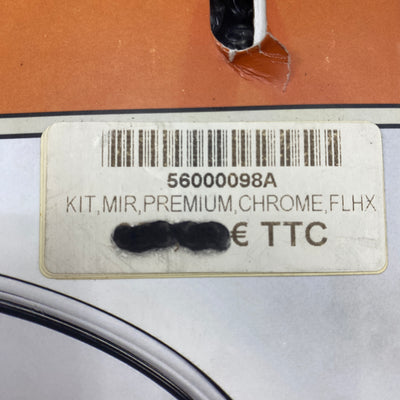 56000098A
KIT,MIR,PREMIUM,CHROME,FLHX
€ TTC